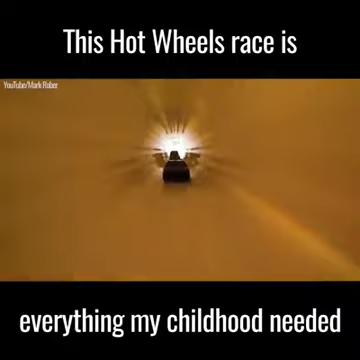 This Hot Wheels race is
YouTube/Mark Rober
everything my childhood needed